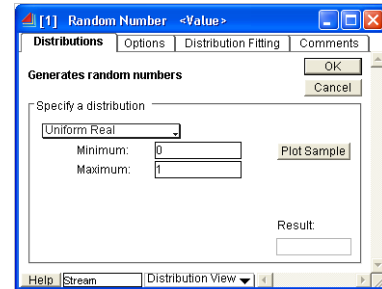 [1] Random Number <Value>
Distributions Options Distribution Fitting Comments
Generates random numbers
OK
Cancel
Specify a distribution
Uniform Real
Minimum: 0
Plot Sample
Maximum: 1
Result:
Help Stream Distribution View